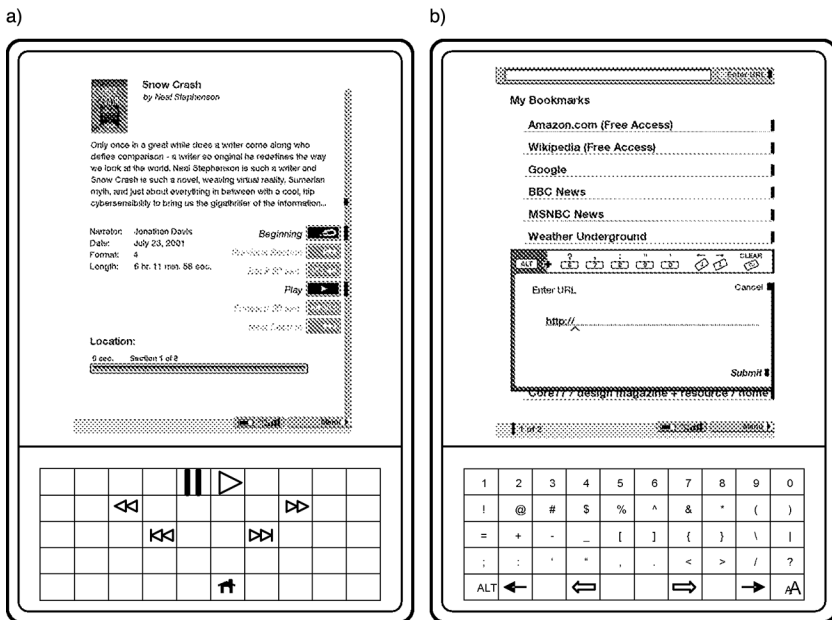 a)
Snow Crash
by Neal Stephenson
Only once in a great while does a writer come along who
defies comparison - a writer so original he redefines the way
we look at the world. Neal Stephenson is such a writer and
Snow Crash is such a novel, weaving virtual reality, Sumerian
myth, and just about everything in between with a cool, hip
cybersensibility to bring us the gigathriller of the information...
Narrator: Jonathan Davis
Date: July 23, 2001
Format: 4
Length: 6 hr. 11 min. 58 sec.
Beginning
Play
Location:
0 sec. Section 1 of 2
Menu
b)
Enter URL
My Bookmarks
Amazon.com (Free Access)
Wikipedia (Free Access)
Google
BBC News
MSNBC News
Weather Underground
ALT + ? , : " ' ← → CLEAR
Enter URL
Cancel
http://
Submit
Core77 / design magazine + resource / home
1 of 2
Menu
1 2 3 4 5 6 7 8 9 0
! @ # $ % ^ & * ( )
= + - _ [ ] { } \ |
; : ‘ “ , . < > / ?
ALT ← ⇦ ⇨ → AA